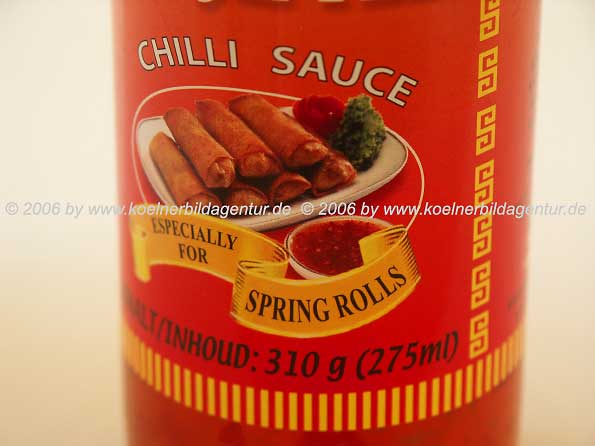 CHILLI SAUCE
© 2006 by www.koelnerbildagentur.de © 2006 by www.koelnerbildagentur.de
ESPECIALLY
FOR
SPRING ROLLS
/INHOUD: 310 g (275ml)